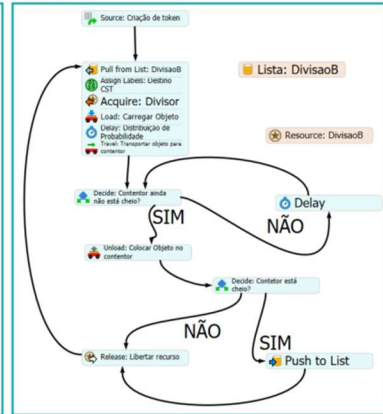 Source: Criação de token
Pull from List: DivisaoB
Assign Labels: Destino
CST
Acquire: Divisor
Load: Carregar Objeto
Delay: Distribuição de
Probabilidade
Travel: Transportar objeto para
contentor
Lista: DivisaoB
Resource: DivisaoB
Decide: Contentor ainda
não está cheio?
Delay
SIM
NÃO
Unload: Colocar Objeto no
contentor
Decide: Contetor está
cheio?
NÃO
SIM
Release: Libertar recurso
Push to List